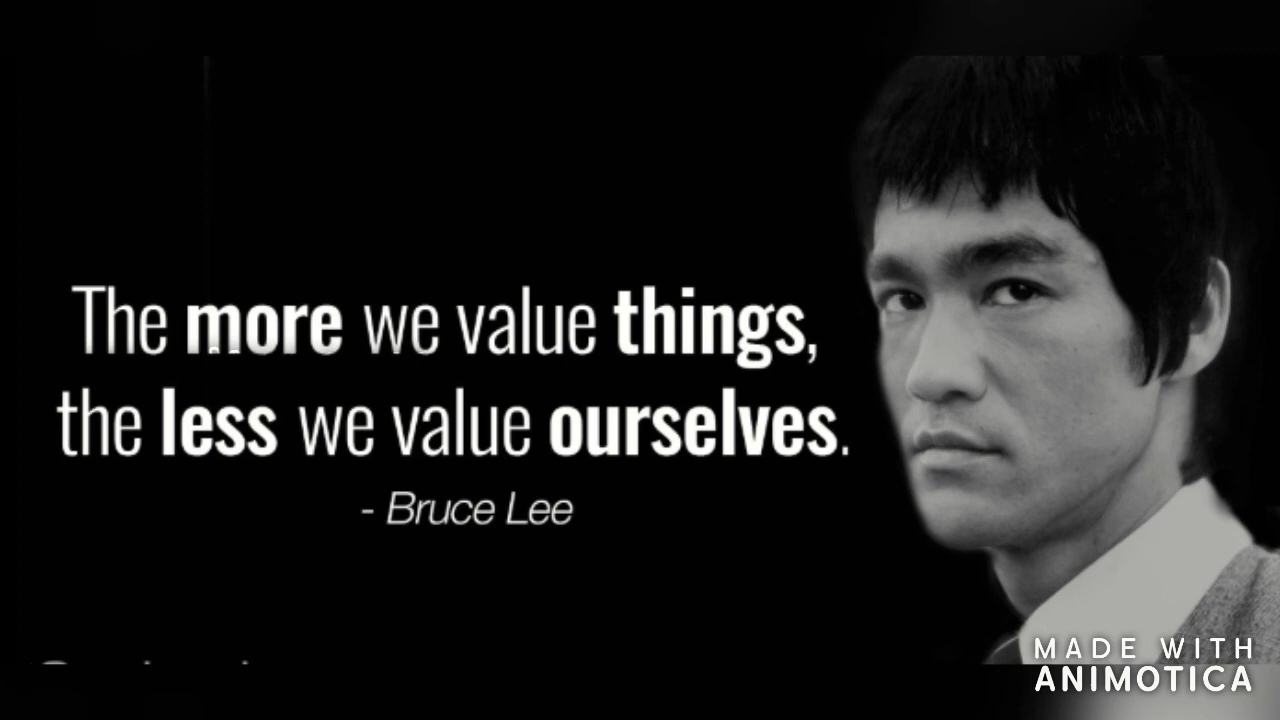 The more we value things,
the less we value ourselves.
- Bruce Lee
MADE WITH
ANIMOTICA